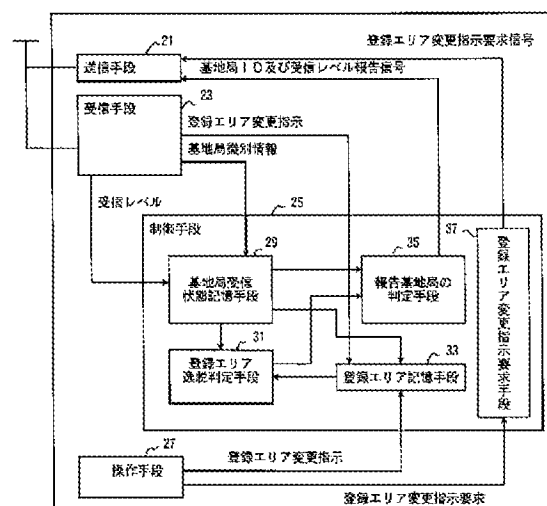 登録エリア変更指示要求信号
21
送信手段
基地局ID及び受信レベル報告信号
23
受信手段
登録エリア変更指示
基地局識別情報
受信レベル
25
制御手段
37
29
35
基地局受信
状態記憶手段
報告基地局の
判定手段
登録エリア変更指示要求手段
31
33
登録エリア
逸脱判定手段
登録エリア記憶手段
27
操作手段
登録エリア変更指示
登録エリア変更指示要求